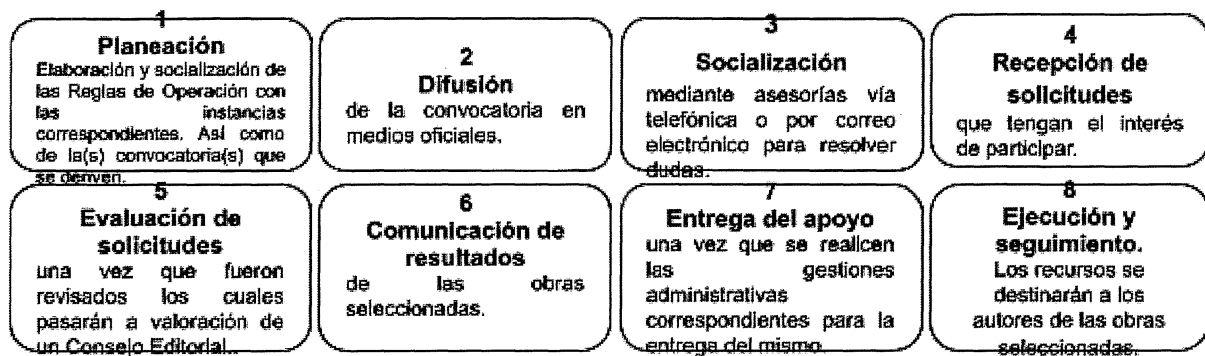 1
Planeación
Elaboración y socialización de
las Reglas de Operación con
las instancias
correspondientes. Así como
de la(s) convocatoria(s) que
se deriven.
2
Difusión
de la convocatoria en
medios oficiales.
3
Socialización
mediante asesorías vía
telefónica o por correo
electrónico para resolver
dudas.
4
Recepción de
solicitudes
que tengan el interés
de participar.
5
Evaluación de
solicitudes
una vez que fueron
revisados los cuales
pasarán a valoración de
un Consejo Editorial..
6
Comunicación de
resultados
de las obras
seleccionadas.
7
Entrega del apoyo
una vez que se realicen
las gestiones
administrativas
correspondientes para la
entrega del mismo.
8
Ejecución y
seguimiento.
Los recursos se
destinarán a los
autores de las obras
seleccionadas.